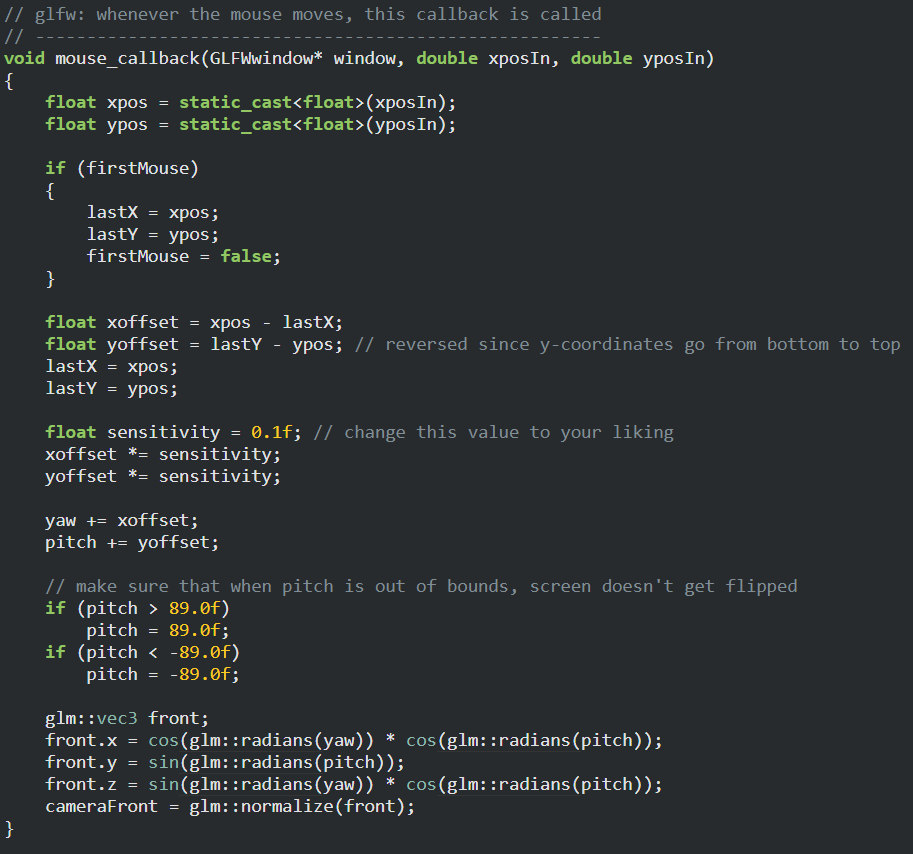 // glfw: whenever the mouse moves, this callback is called
// -------------------------------------------------------
void mouse_callback(GLFWwindow* window, double xposIn, double yposIn)
{
    float xpos = static_cast<float>(xposIn);
    float ypos = static_cast<float>(yposIn);

    if (firstMouse)
    {
        lastX = xpos;
        lastY = ypos;
        firstMouse = false;
    }

    float xoffset = xpos - lastX;
    float yoffset = lastY - ypos; // reversed since y-coordinates go from bottom to top
    lastX = xpos;
    lastY = ypos;

    float sensitivity = 0.1f; // change this value to your liking
    xoffset *= sensitivity;
    yoffset *= sensitivity;

    yaw += xoffset;
    pitch += yoffset;

    // make sure that when pitch is out of bounds, screen doesn't get flipped
    if (pitch > 89.0f)
        pitch = 89.0f;
    if (pitch < -89.0f)
        pitch = -89.0f;

    glm::vec3 front;
    front.x = cos(glm::radians(yaw)) * cos(glm::radians(pitch));
    front.y = sin(glm::radians(pitch));
    front.z = sin(glm::radians(yaw)) * cos(glm::radians(pitch));
    cameraFront = glm::normalize(front);
}